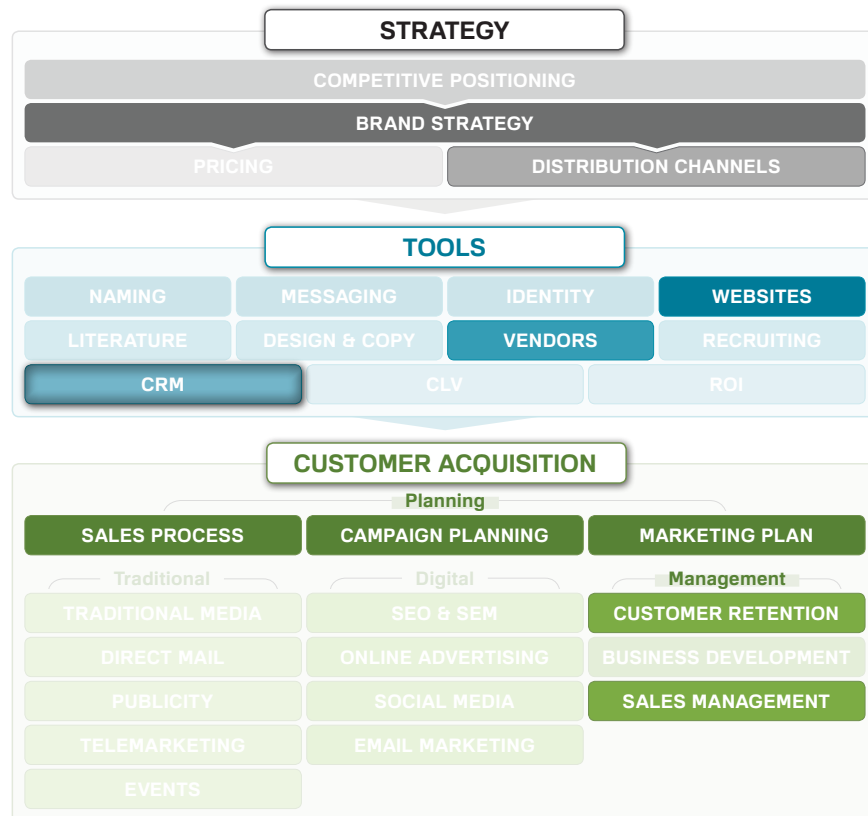 STRATEGY
COMPETITIVE POSITIONING
BRAND STRATEGY
PRICING DISTRIBUTION CHANNELS
TOOLS
NAMING MESSAGING IDENTITY WEBSITES
LITERATURE DESIGN & COPY VENDORS RECRUITING
CRM CLV ROI
CUSTOMER ACQUISITION
Planning
SALES PROCESS CAMPAIGN PLANNING MARKETING PLAN
Traditional Digital Management
TRADITIONAL MEDIA SEO & SEM CUSTOMER RETENTION
DIRECT MAIL ONLINE ADVERTISING BUSINESS DEVELOPMENT
PUBLICITY SOCIAL MEDIA SALES MANAGEMENT
TELEMARKETING EMAIL MARKETING
EVENTS